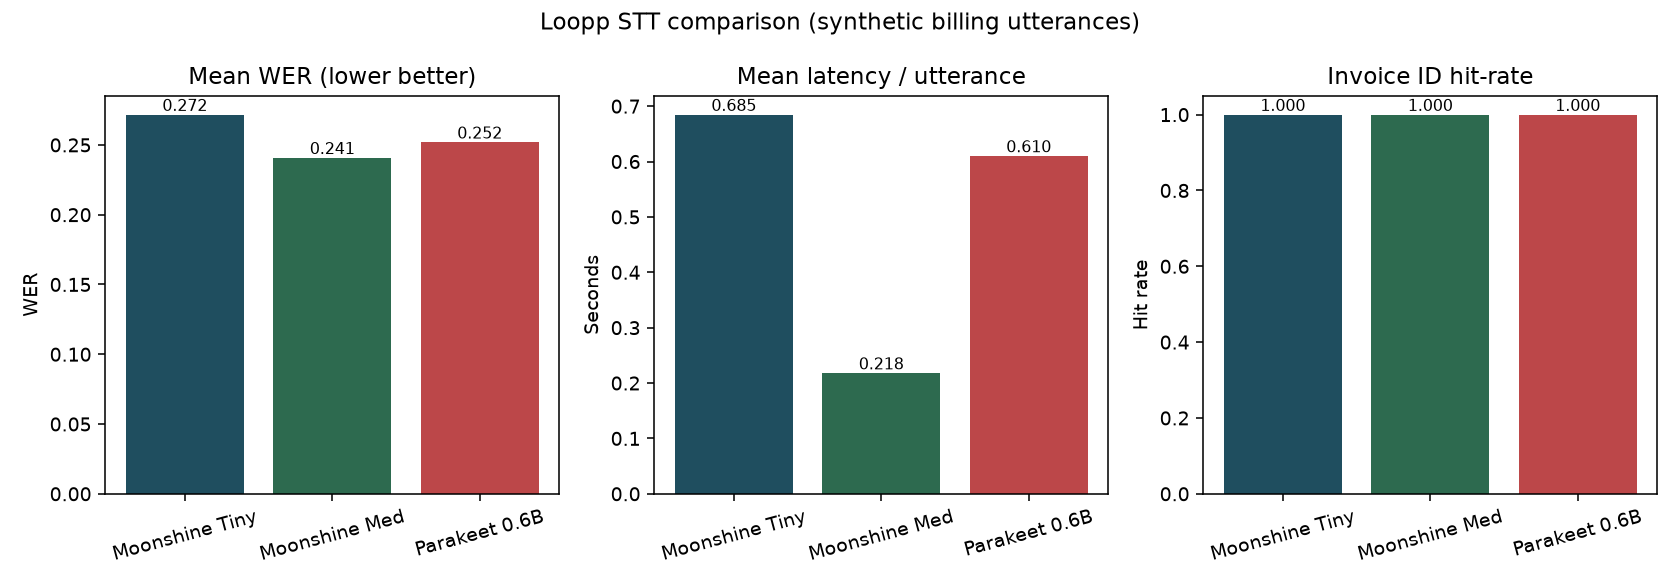 Loopp STT comparison (synthetic billing utterances)
Mean WER (lower better)
WER
0.25
0.20
0.15
0.10
0.05
0.00
0.272
0.241
0.252
Moonshine Tiny
Moonshine Med
Parakeet 0.6B
Mean latency / utterance
Seconds
0.7
0.6
0.5
0.4
0.3
0.2
0.1
0.0
0.685
0.218
0.610
Moonshine Tiny
Moonshine Med
Parakeet 0.6B
Invoice ID hit-rate
Hit rate
1.0
0.8
0.6
0.4
0.2
0.0
1.000
1.000
1.000
Moonshine Tiny
Moonshine Med
Parakeet 0.6B